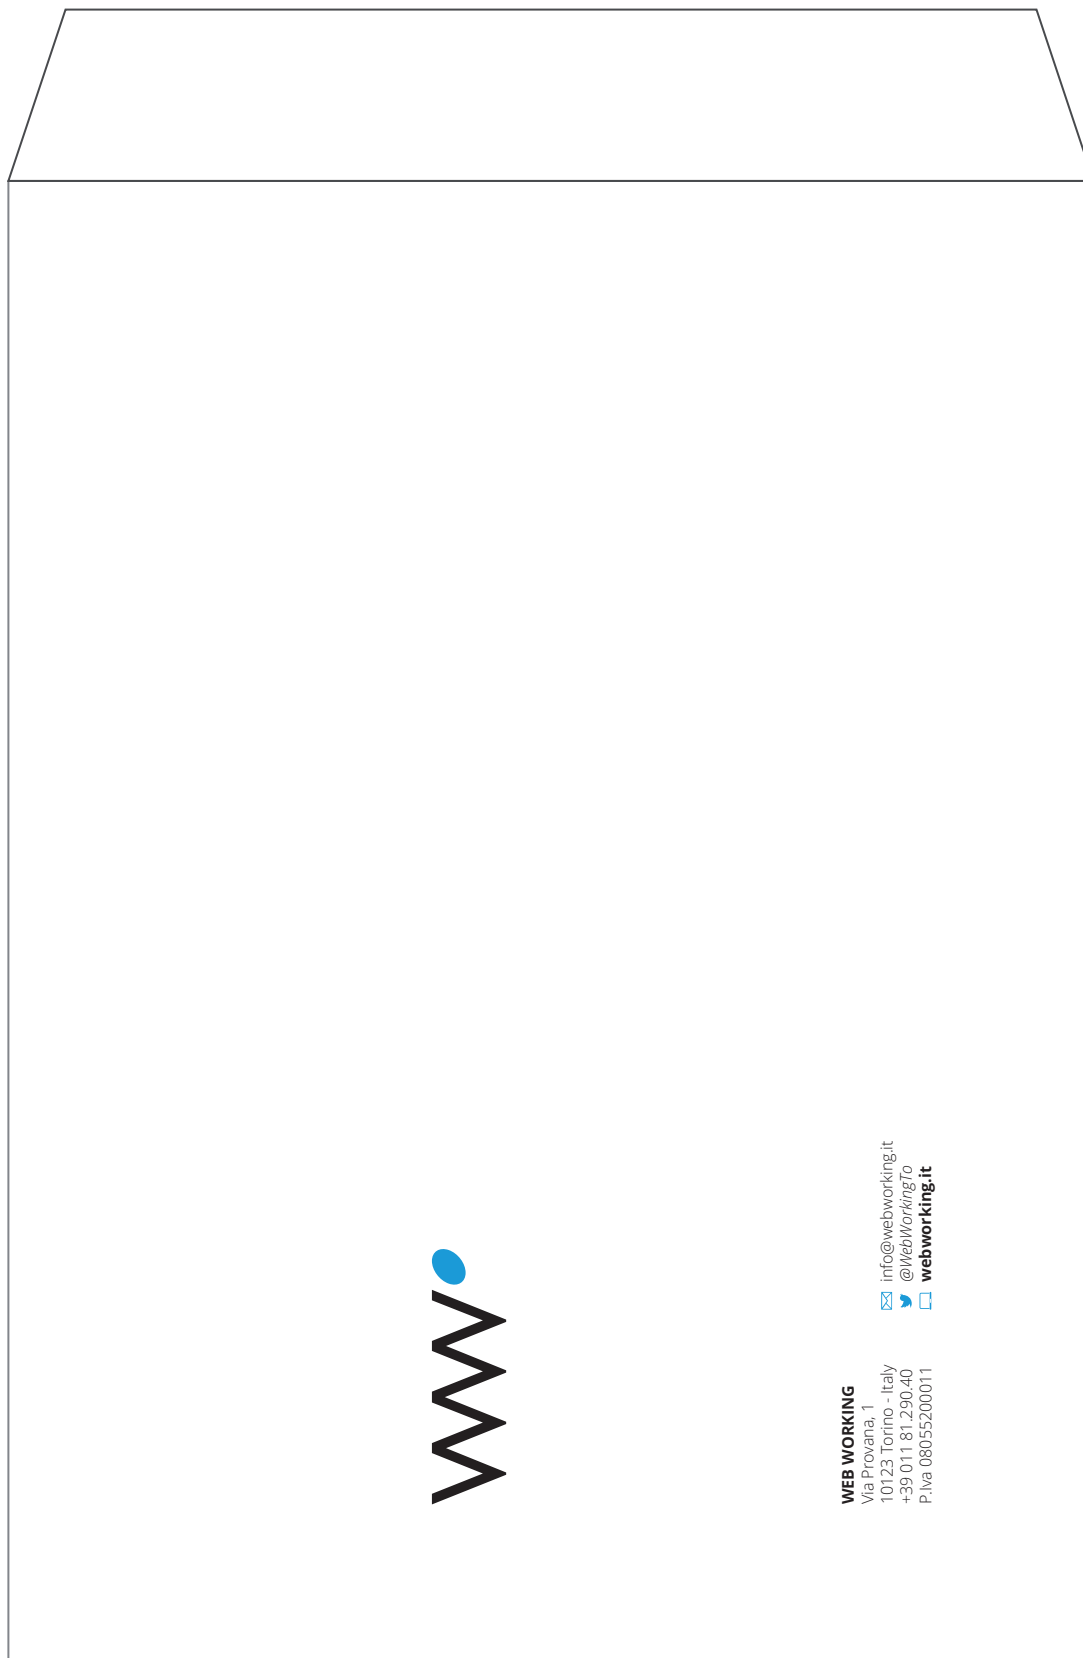 WW
WEB WORKING
Via Provana, 1
10123 Torino - Italy
+39 011 81.290.40
P.Iva 08055200011
info@webworking.it
@WebWorkingTo
webworking.it